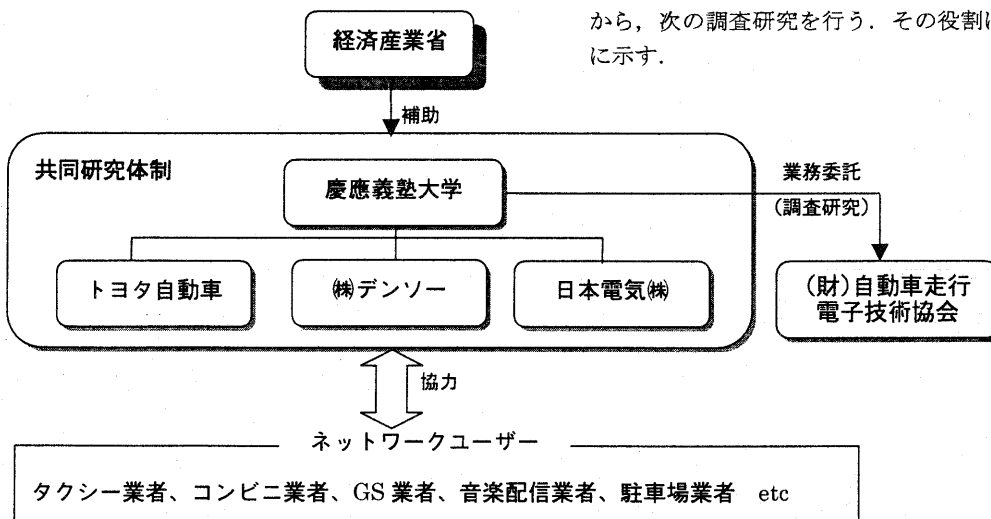 から，次の調査研究を行う．その役割に
に示す．
経済産業省
補助
共同研究体制
慶應義塾大学
業務委託
（調査研究）
トヨタ自動車
㈱デンソー
日本電気㈱
（財）自動車走行
電子技術協会
協力
ネットワークユーザー
タクシー業者、コンビニ業者、GS 業者、音楽配信業者、駐車場業者　etc